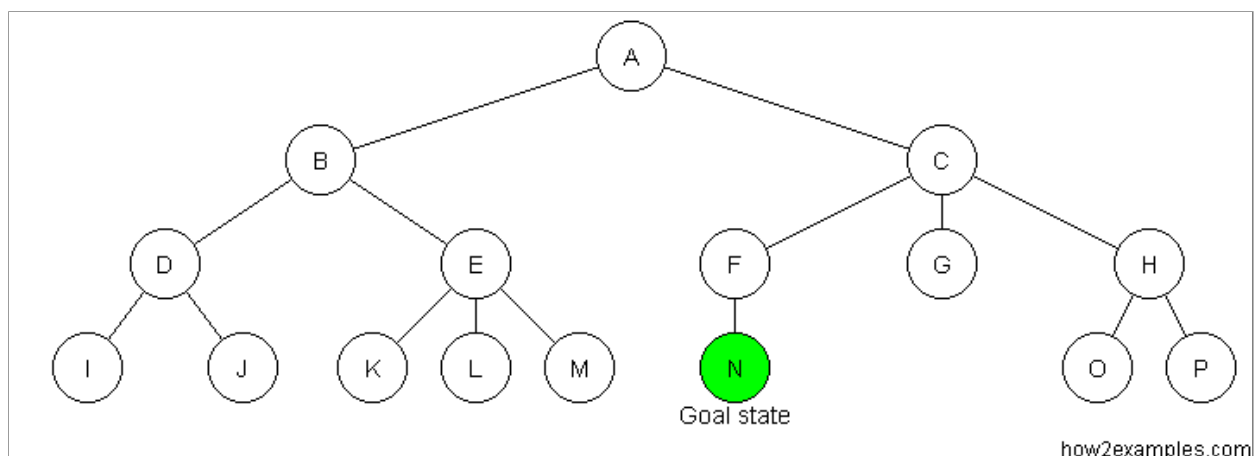 A
B C
D E F G H
I J K L M N O P
Goal state
how2examples.com